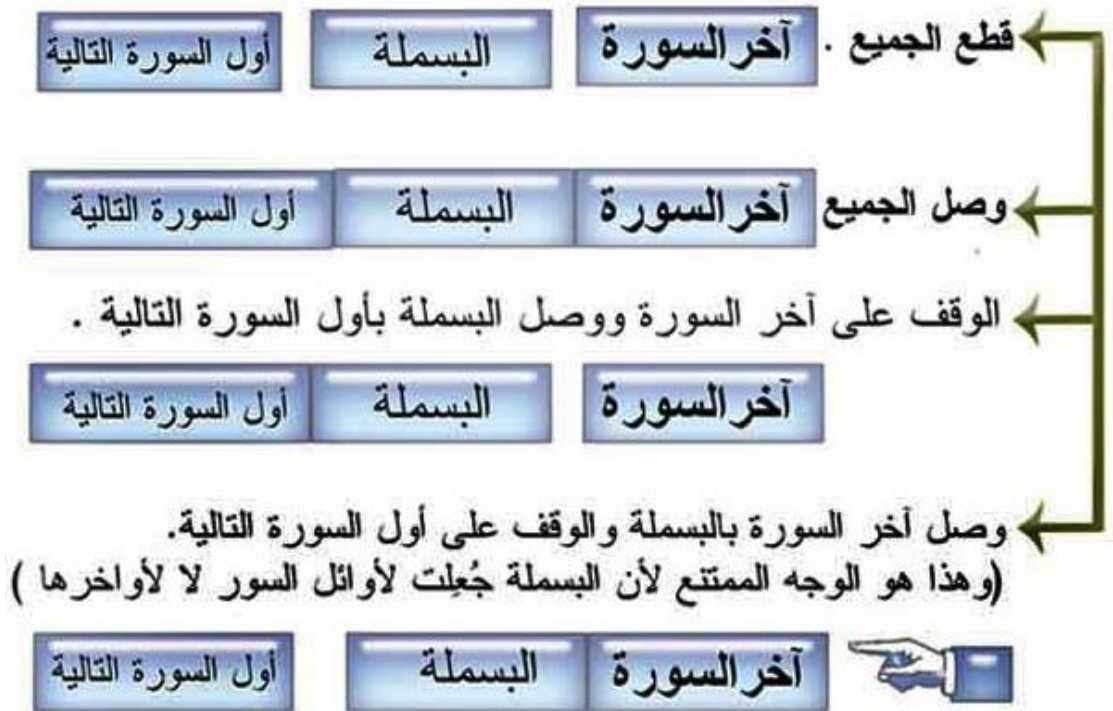 قطع الجميع . آخر السورة البسملة أول السورة التالية
وصل الجميع آخر السورة البسملة أول السورة التالية
الوقف على آخر السورة ووصل البسملة بأول السورة التالية .
آخر السورة البسملة أول السورة التالية
وصل آخر السورة بالبسملة والوقف على أول السورة التالية.
(وهذا هو الوجه الممتنع لأن البسملة جُعِلت لأوائل السور لا لأواخرها )
آخر السورة البسملة أول السورة التالية